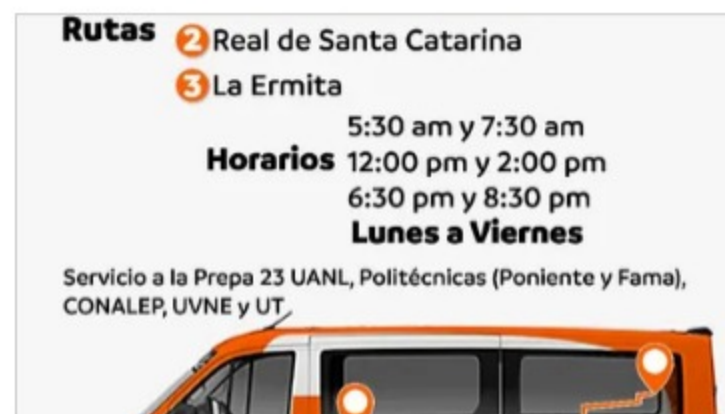 Rutas 2 Real de Santa Catarina
3 La Ermita
5:30 am y 7:30 am
Horarios 12:00 pm y 2:00 pm
6:30 pm y 8:30 pm
Lunes a Viernes
Servicio a la Prepa 23 UANL, Politécnicas (Poniente y Fama),
CONALEP, UVNE y UT